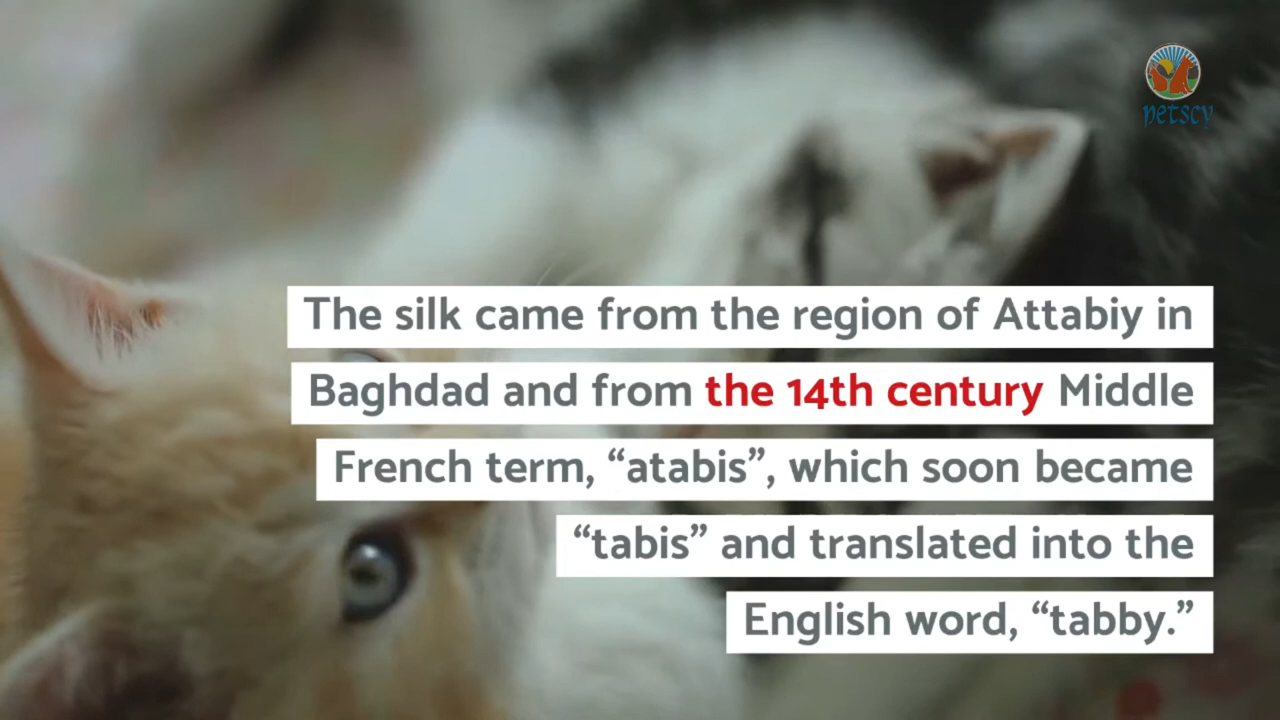 petscy
The silk came from the region of Attabiy in
Baghdad and from the 14th century Middle
French term, “atabis”, which soon became
“tabis” and translated into the
English word, “tabby.”